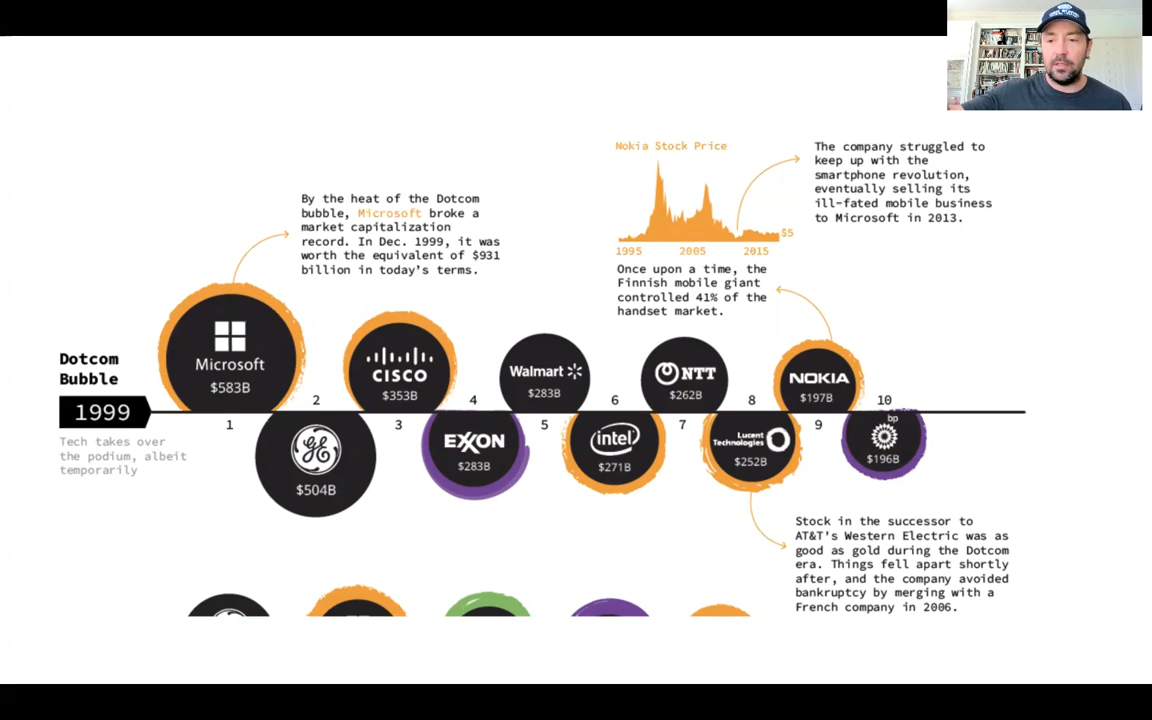 Nokia Stock Price
The company struggled to
keep up with the
smartphone revolution,
eventually selling its
ill-fated mobile business
to Microsoft in 2013.
By the heat of the Dotcom
bubble, Microsoft broke a
market capitalization
record. In Dec. 1999, it was
worth the equivalent of $931
billion in today's terms.
$5
1995 2005 2015
Once upon a time, the
Finnish mobile giant
controlled 41% of the
handset market.
Dotcom
Bubble
1999
Tech takes over
the podium, albeit
temporarily
Microsoft
$583B
1
2
GE
$504B
CISCO
$353B
3
4
EXXON
$283B
Walmart
$283B
5
6
intel
$271B
NTT
$262B
7
8
Lucent
Technologies
$252B
NOKIA
$197B
9
10
bp
$196B
Stock in the successor to
AT&T's Western Electric was as
good as gold during the Dotcom
era. Things fell apart shortly
after, and the company avoided
bankruptcy by merging with a
French company in 2006.